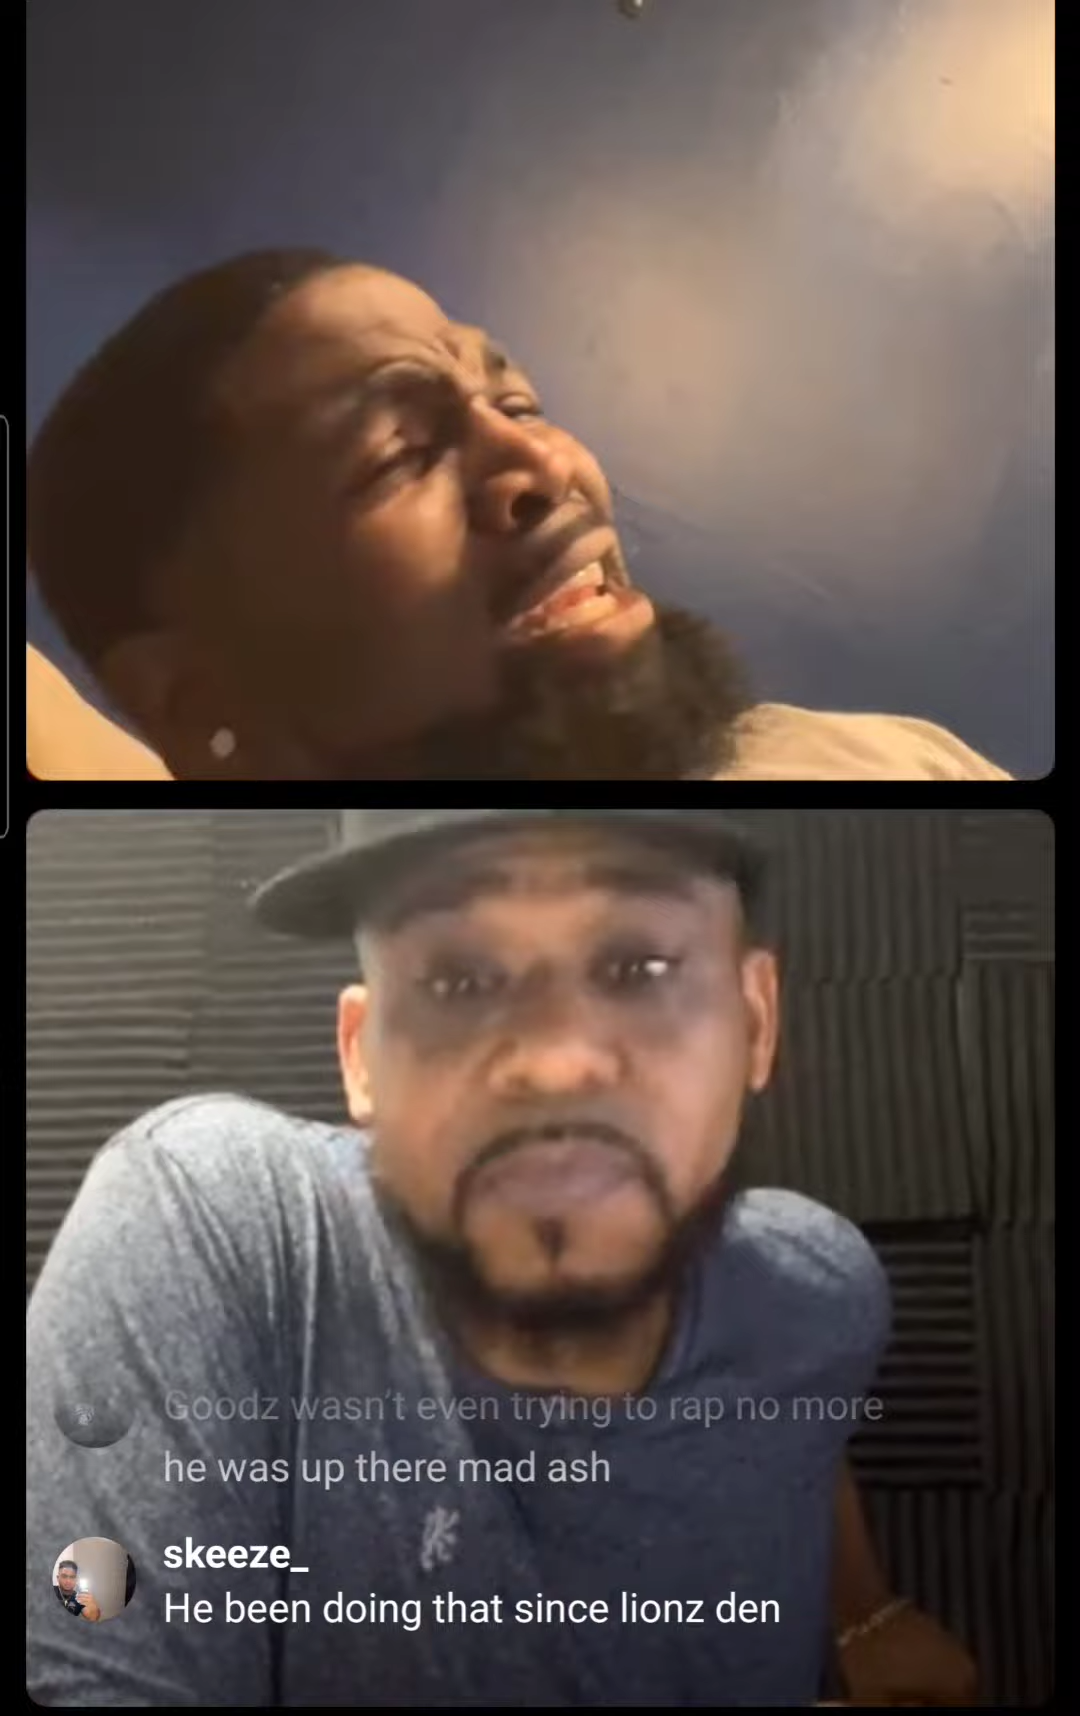 Goodz wasn't even trying to rap no more
he was up there mad ash
skeeze_
He been doing that since lionz den